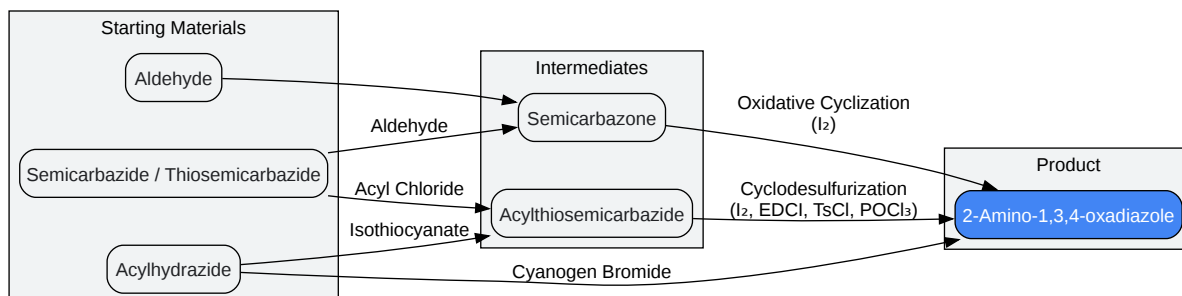 Starting Materials
Aldehyde
Semicarbazide / Thiosemicarbazide
Acylhydrazide
Aldehyde
Acyl Chloride
Isothiocyanate
Cyanogen Bromide
Intermediates
Semicarbazone
Acylthiosemicarbazide
Oxidative Cyclization
(I₂)
Cyclodesulfurization
(I₂, EDCI, TsCl, POCl₃)
Product
2-Amino-1,3,4-oxadiazole